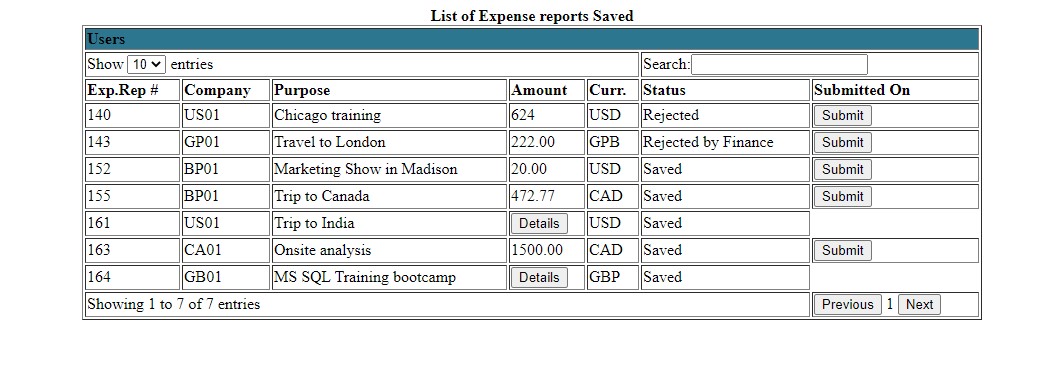 List of Expense reports Saved
Users
Show 10 entries Search:
Exp.Rep # Company Purpose Amount Curr. Status Submitted On
140 US01 Chicago training 624 USD Rejected Submit
143 GP01 Travel to London 222.00 GPB Rejected by Finance Submit
152 BP01 Marketing Show in Madison 20.00 USD Saved Submit
155 BP01 Trip to Canada 472.77 CAD Saved Submit
161 US01 Trip to India Details USD Saved
163 CA01 Onsite analysis 1500.00 CAD Saved Submit
164 GB01 MS SQL Training bootcamp Details GBP Saved
Showing 1 to 7 of 7 entries Previous 1 Next